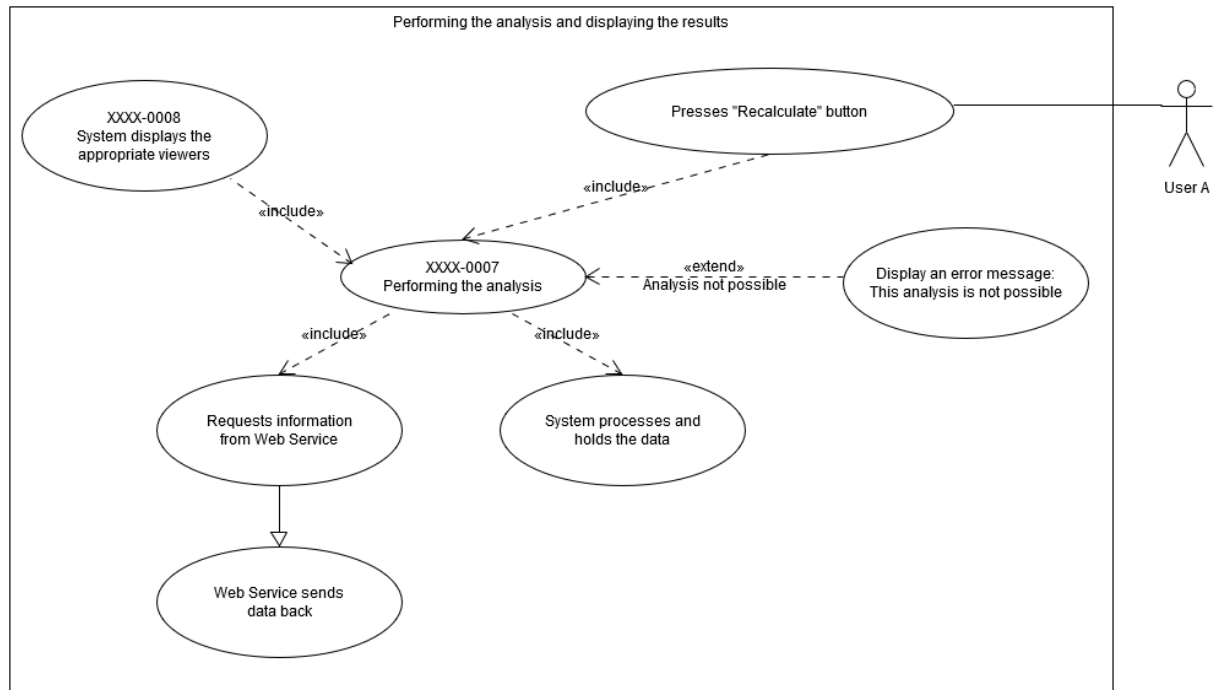 Performing the analysis and displaying the results
XXXX-0008
System displays the
appropriate viewers
Presses "Recalculate" button
User A
«include»
«include»
XXXX-0007
Performing the analysis
«extend»
Analysis not possible
Display an error message:
This analysis is not possible
«include»
«include»
Requests information
from Web Service
System processes and
holds the data
Web Service sends
data back